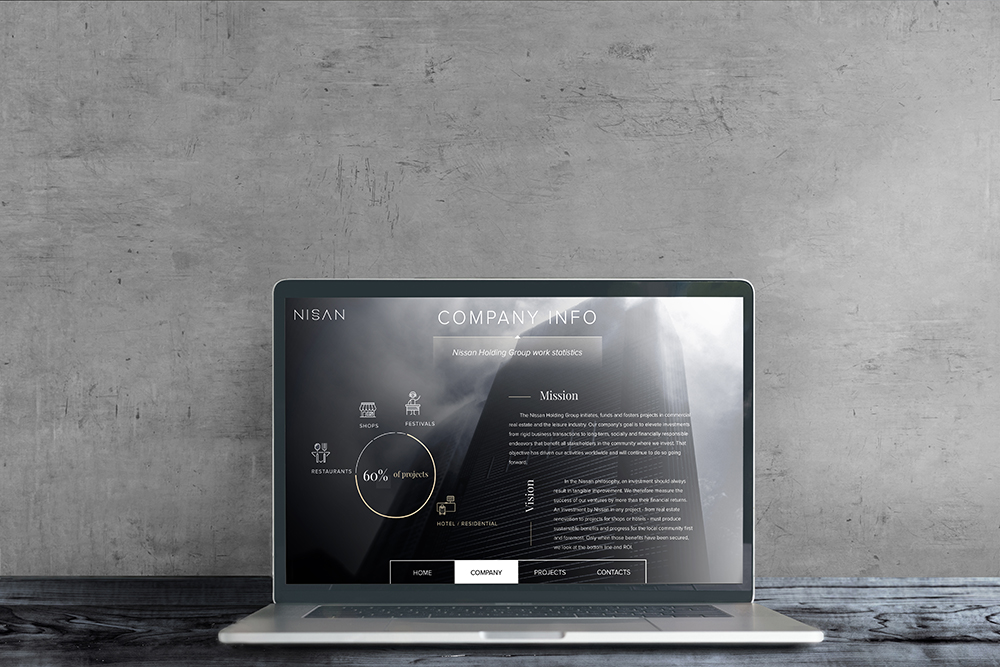 NISAN
COMPANY INFO
Nissan Holding Group work statistics
SHOPS
FESTIVALS
RESTAURANTS
60% of projects
HOTEL / RESIDENTIAL
Mission
The Nissan Holding Group initiates, funds and fosters projects in commercial
real estate and the leisure industry. Our company's goal is to elevate investments
from rigid business transactions to long-term, socially and financially responsible
endeavors that benefit all stakeholders in the community where we invest. That
objective has driven our activities worldwide and will continue to do so going
forward.
Vision
In the Nissan philosophy, an investment should always
result in tangible improvement. We therefore measure the
success of our ventures by more than their financial returns.
An investment by Nissan in any project - from real estate
renovation to projects for shops or hotels - must produce
sustainable benefits and progress for the local community first
and foremost. Only when those benefits have been secured,
we look at the bottom line and ROI.
HOME
COMPANY
PROJECTS
CONTACTS